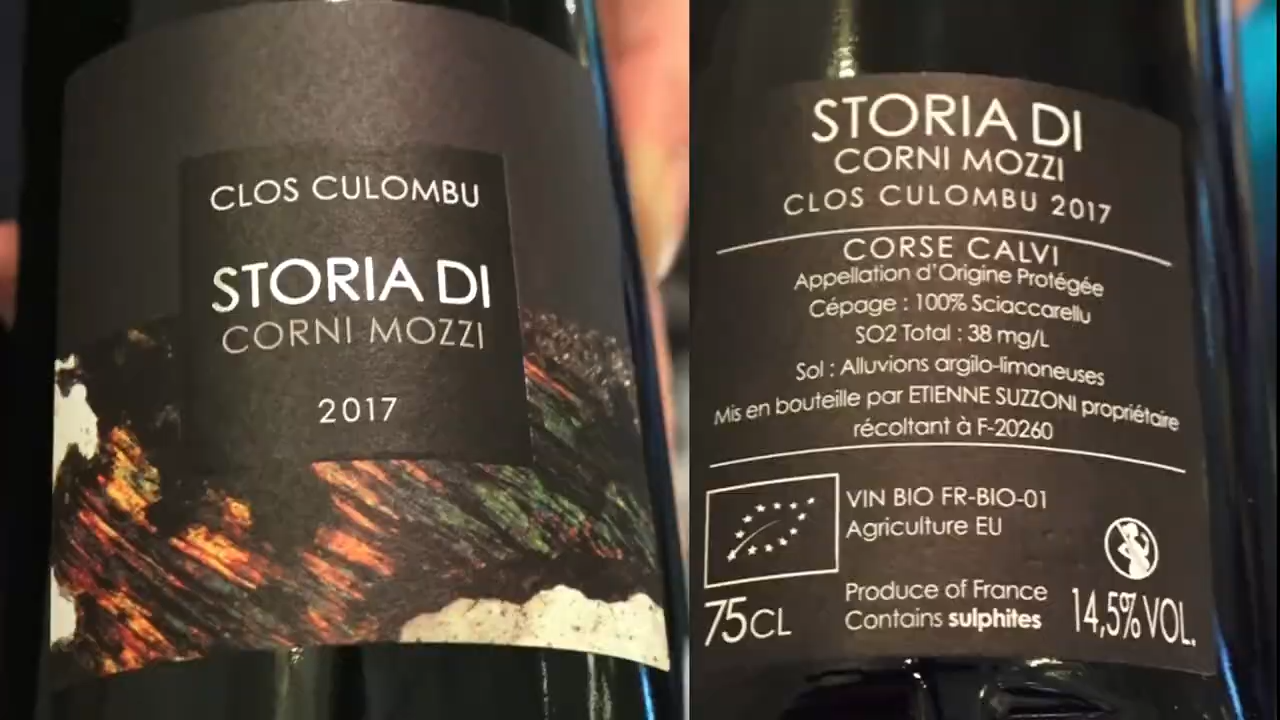 CLOS CULOMBU
STORIA DI
CORNI MOZZI
2017
STORIA DI
CORNI MOZZI
CLOS CULOMBU 2017
CORSE CALVI
Appellation d'Origine Protégée
Cépage : 100% Sciaccarellu
SO2 Total : 38 mg/L
Sol : Alluvions argilo-limoneuses
Mis en bouteille par ETIENNE SUZZONI propriétaire
récoltant à F-20260
VIN BIO FR-BIO-01
Agriculture EU
Produce of France
Contains sulphites
75CL
14,5% VOL.